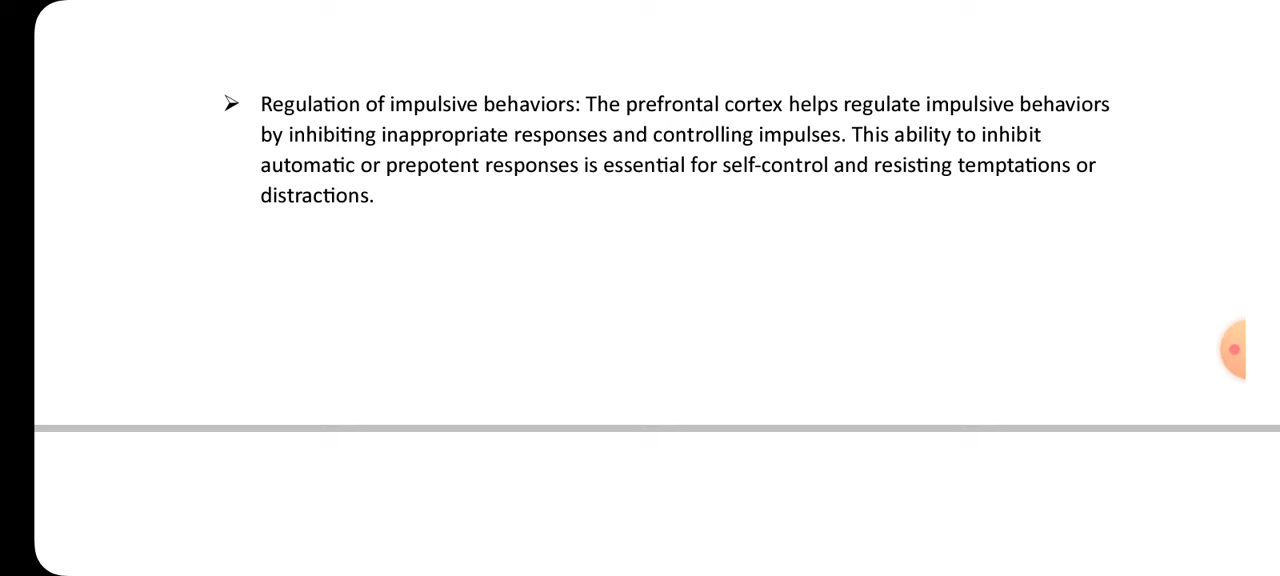 ➢ Regulation of impulsive behaviors: The prefrontal cortex helps regulate impulsive behaviors
by inhibiting inappropriate responses and controlling impulses. This ability to inhibit
automatic or prepotent responses is essential for self-control and resisting temptations or
distractions.